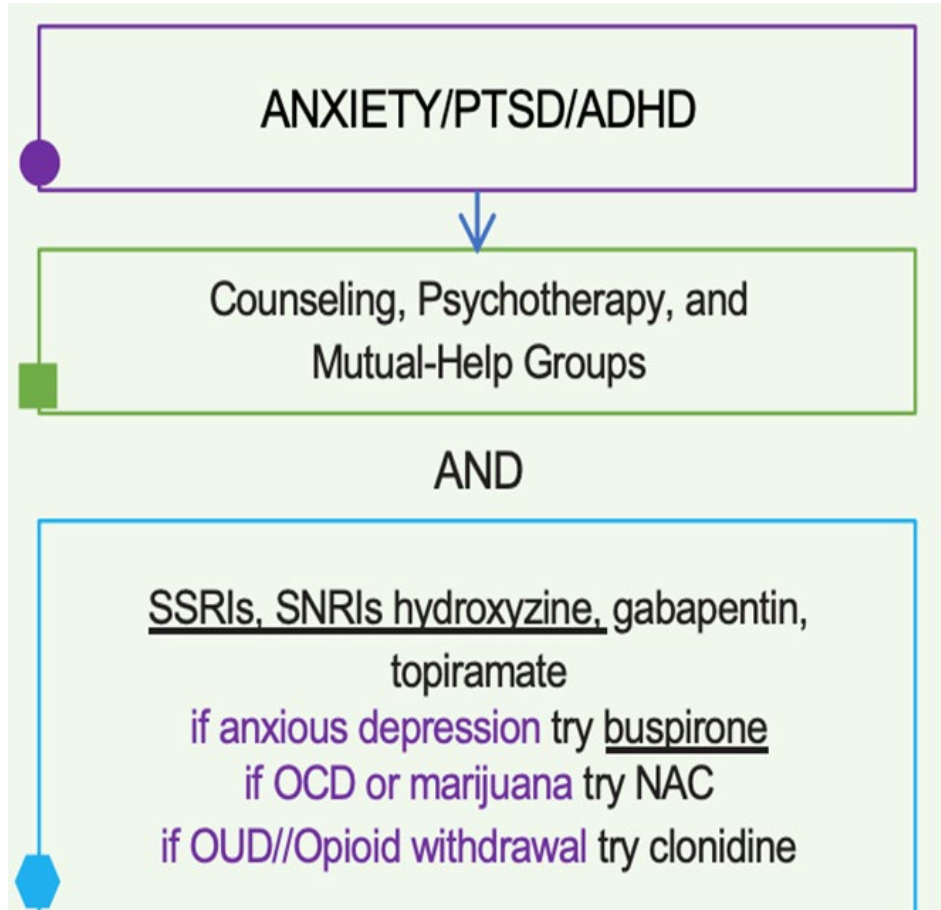 ANXIETY/PTSD/ADHD
Counseling, Psychotherapy, and
Mutual-Help Groups
AND
SSRIs, SNRIs hydroxyzine, gabapentin,
topiramate
if anxious depression try buspirone
if OCD or marijuana try NAC
if OUD//Opioid withdrawal try clonidine